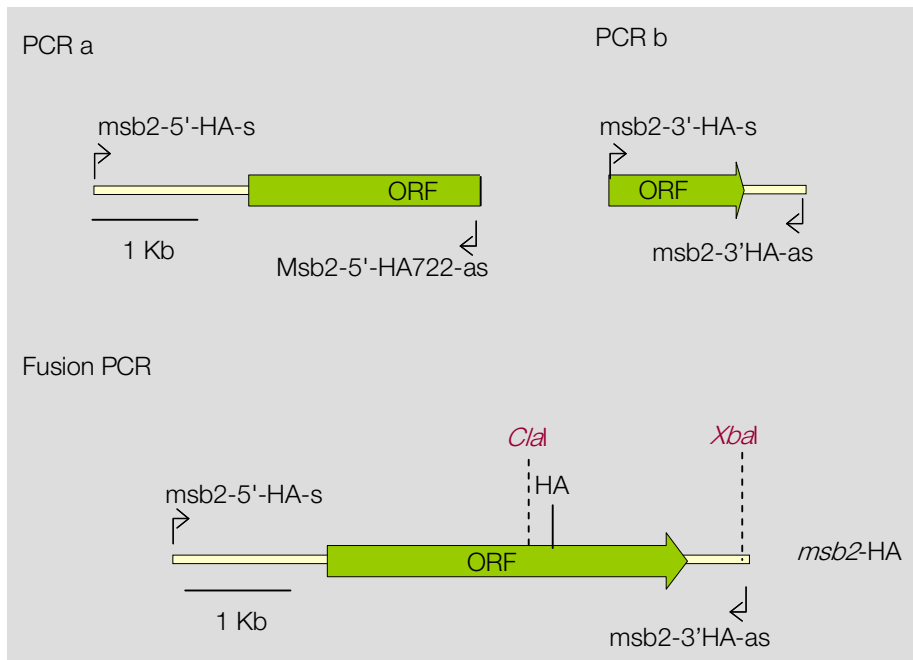 PCR a
PCR b
msb2-5'-HA-s
msb2-3'-HA-s
ORF
ORF
1 Kb
Msb2-5'-HA722-as
msb2-3’HA-as
Fusion PCR
ClaI
XbaI
HA
msb2-5'-HA-s
ORF
msb2-HA
1 Kb
msb2-3’HA-as